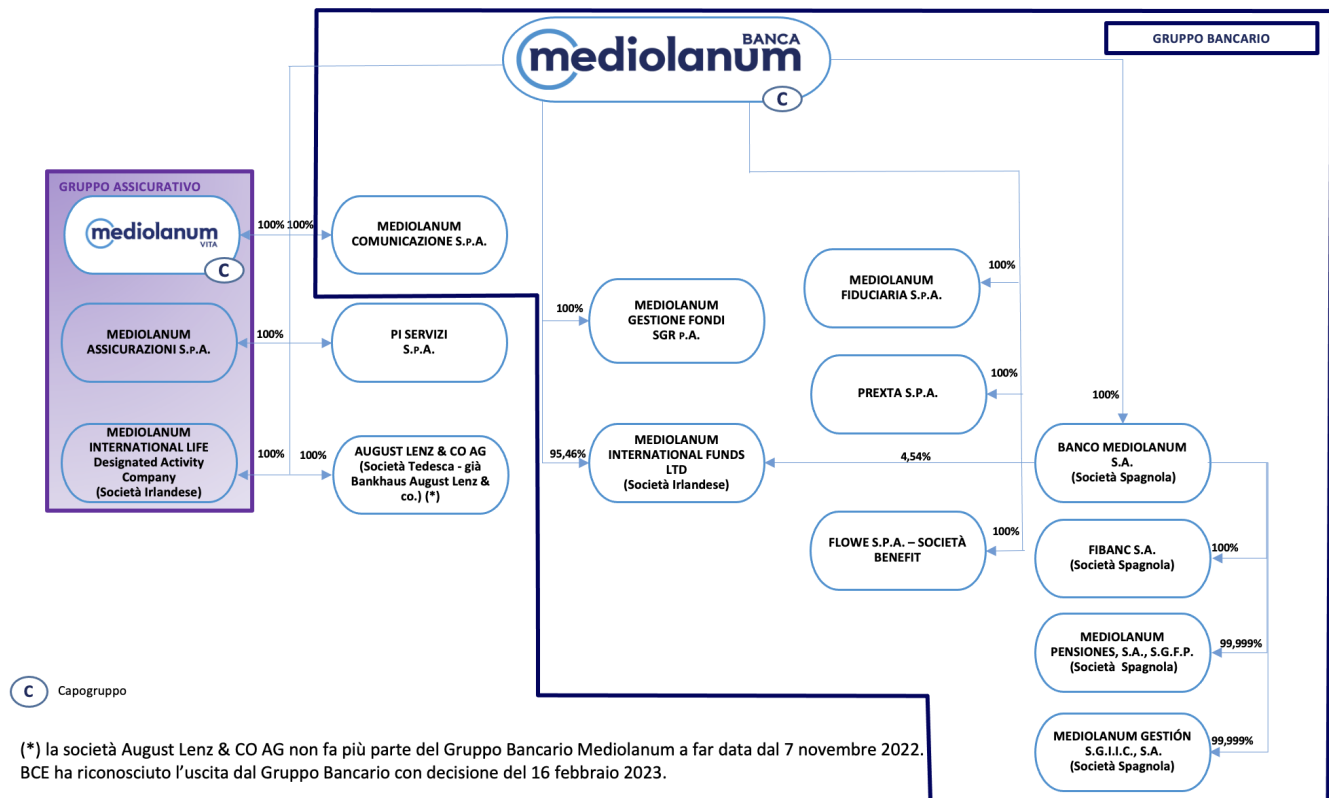 BANCA
mediolanum
C
GRUPPO BANCARIO
GRUPPO ASSICURATIVO
mediolanum
VITA
C
100%
100%
MEDIOLANUM
COMUNICAZIONE S.P.A.
MEDIOLANUM
ASSICURAZIONI S.P.A.
100%
PI SERVIZI
S.P.A.
MEDIOLANUM
INTERNATIONAL LIFE
Designated Activity
Company
(Società Irlandese)
100%
100%
AUGUST LENZ & CO AG
(Società Tedesca - già
Bankhaus August Lenz &
co.) (*)
100%
MEDIOLANUM
GESTIONE FONDI
SGR P.A.
95,46%
MEDIOLANUM
INTERNATIONAL FUNDS
LTD
(Società Irlandese)
4,54%
MEDIOLANUM
FIDUCIARIA S.P.A.
100%
PREXTA S.P.A.
100%
FLOWE S.P.A. – SOCIETÀ
BENEFIT
100%
100%
BANCO MEDIOLANUM
S.A.
(Società Spagnola)
FIBANC S.A.
(Società Spagnola)
100%
MEDIOLANUM
PENSIONES, S.A., S.G.F.P.
(Società Spagnola)
99,999%
MEDIOLANUM GESTIÓN
S.G.I.I.C., S.A.
(Società Spagnola)
99,999%
C Capogruppo
(*) la società August Lenz & CO AG non fa più parte del Gruppo Bancario Mediolanum a far data dal 7 novembre 2022.
BCE ha riconosciuto l’uscita dal Gruppo Bancario con decisione del 16 febbraio 2023.